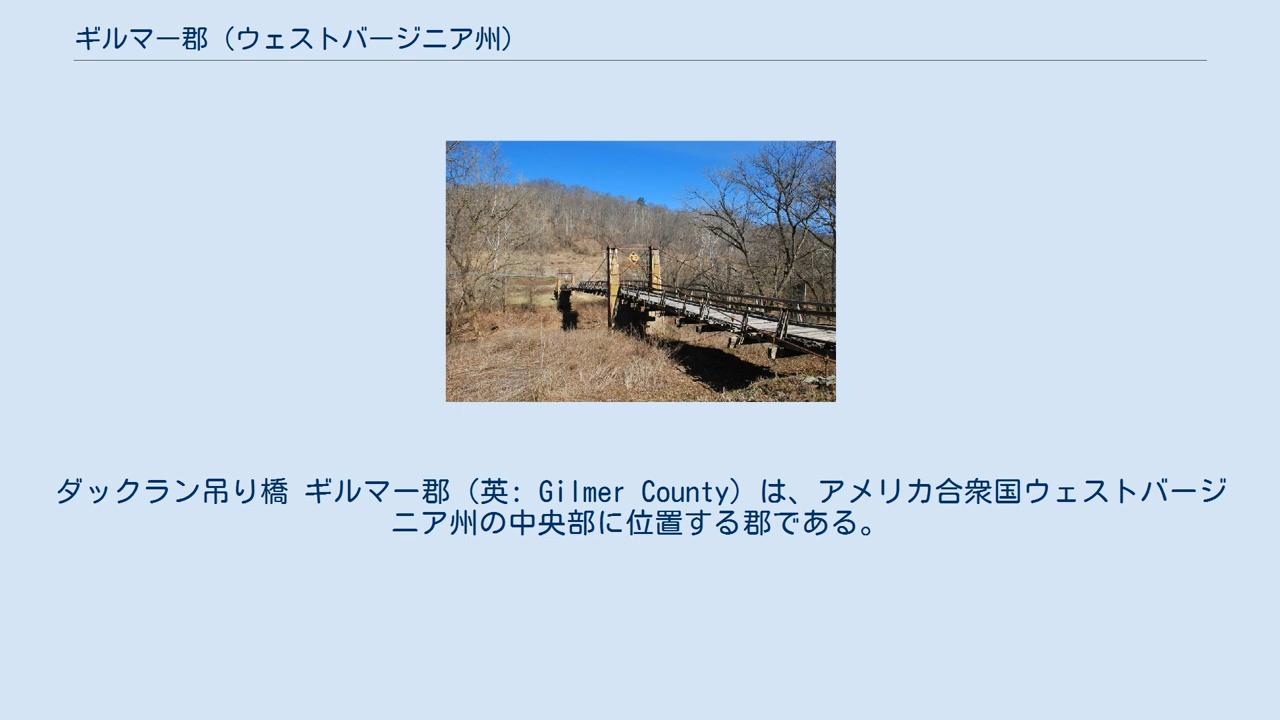 ギルマー郡（ウェストバージニア州）
ダックラン吊り橋 ギルマー郡（英: Gilmer County）は、アメリカ合衆国ウェストバージ
ニア州の中央部に位置する郡である。